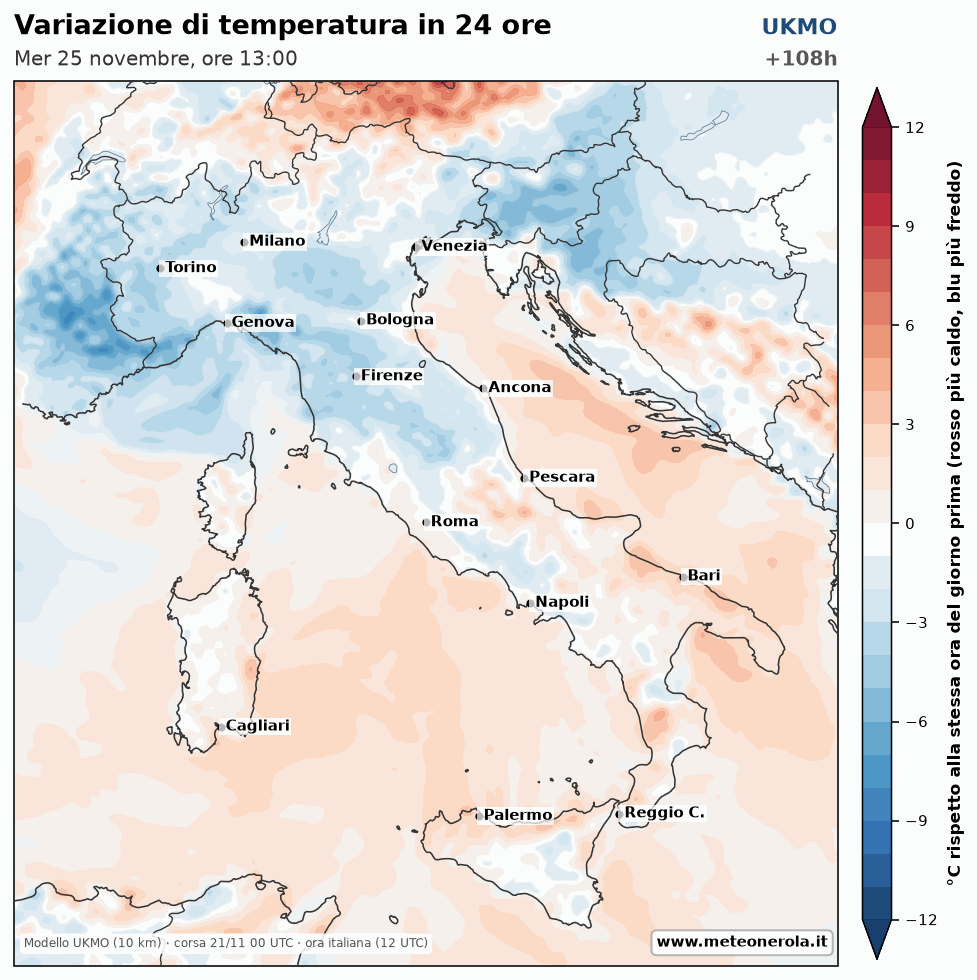 Variazione di temperatura in 24 ore
UKMO
Mer 25 novembre, ore 13:00
+108h
Milano
Venezia
Torino
Genova
Bologna
Firenze
Ancona
Pescara
Roma
Bari
Napoli
Cagliari
Palermo
Reggio C.
12
9
6
3
0
−3
−6
−9
−12
°C rispetto alla stessa ora del giorno prima (rosso più caldo, blu più freddo)
Modello UKMO (10 km) · corsa 21/11 00 UTC · ora italiana (12 UTC)
www.meteonerola.it